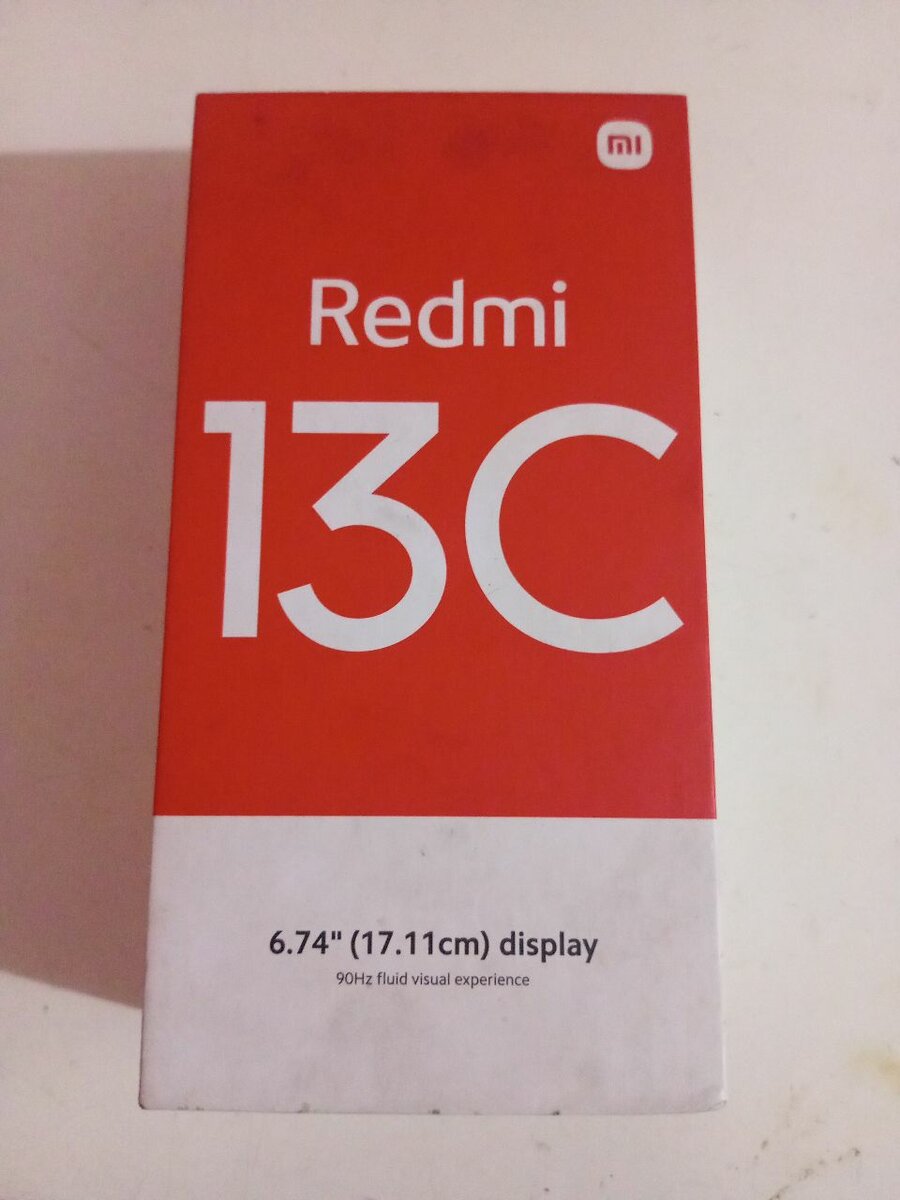 mi
Redmi
13C
6.74" (17.11cm) display
90Hz fluid visual experience